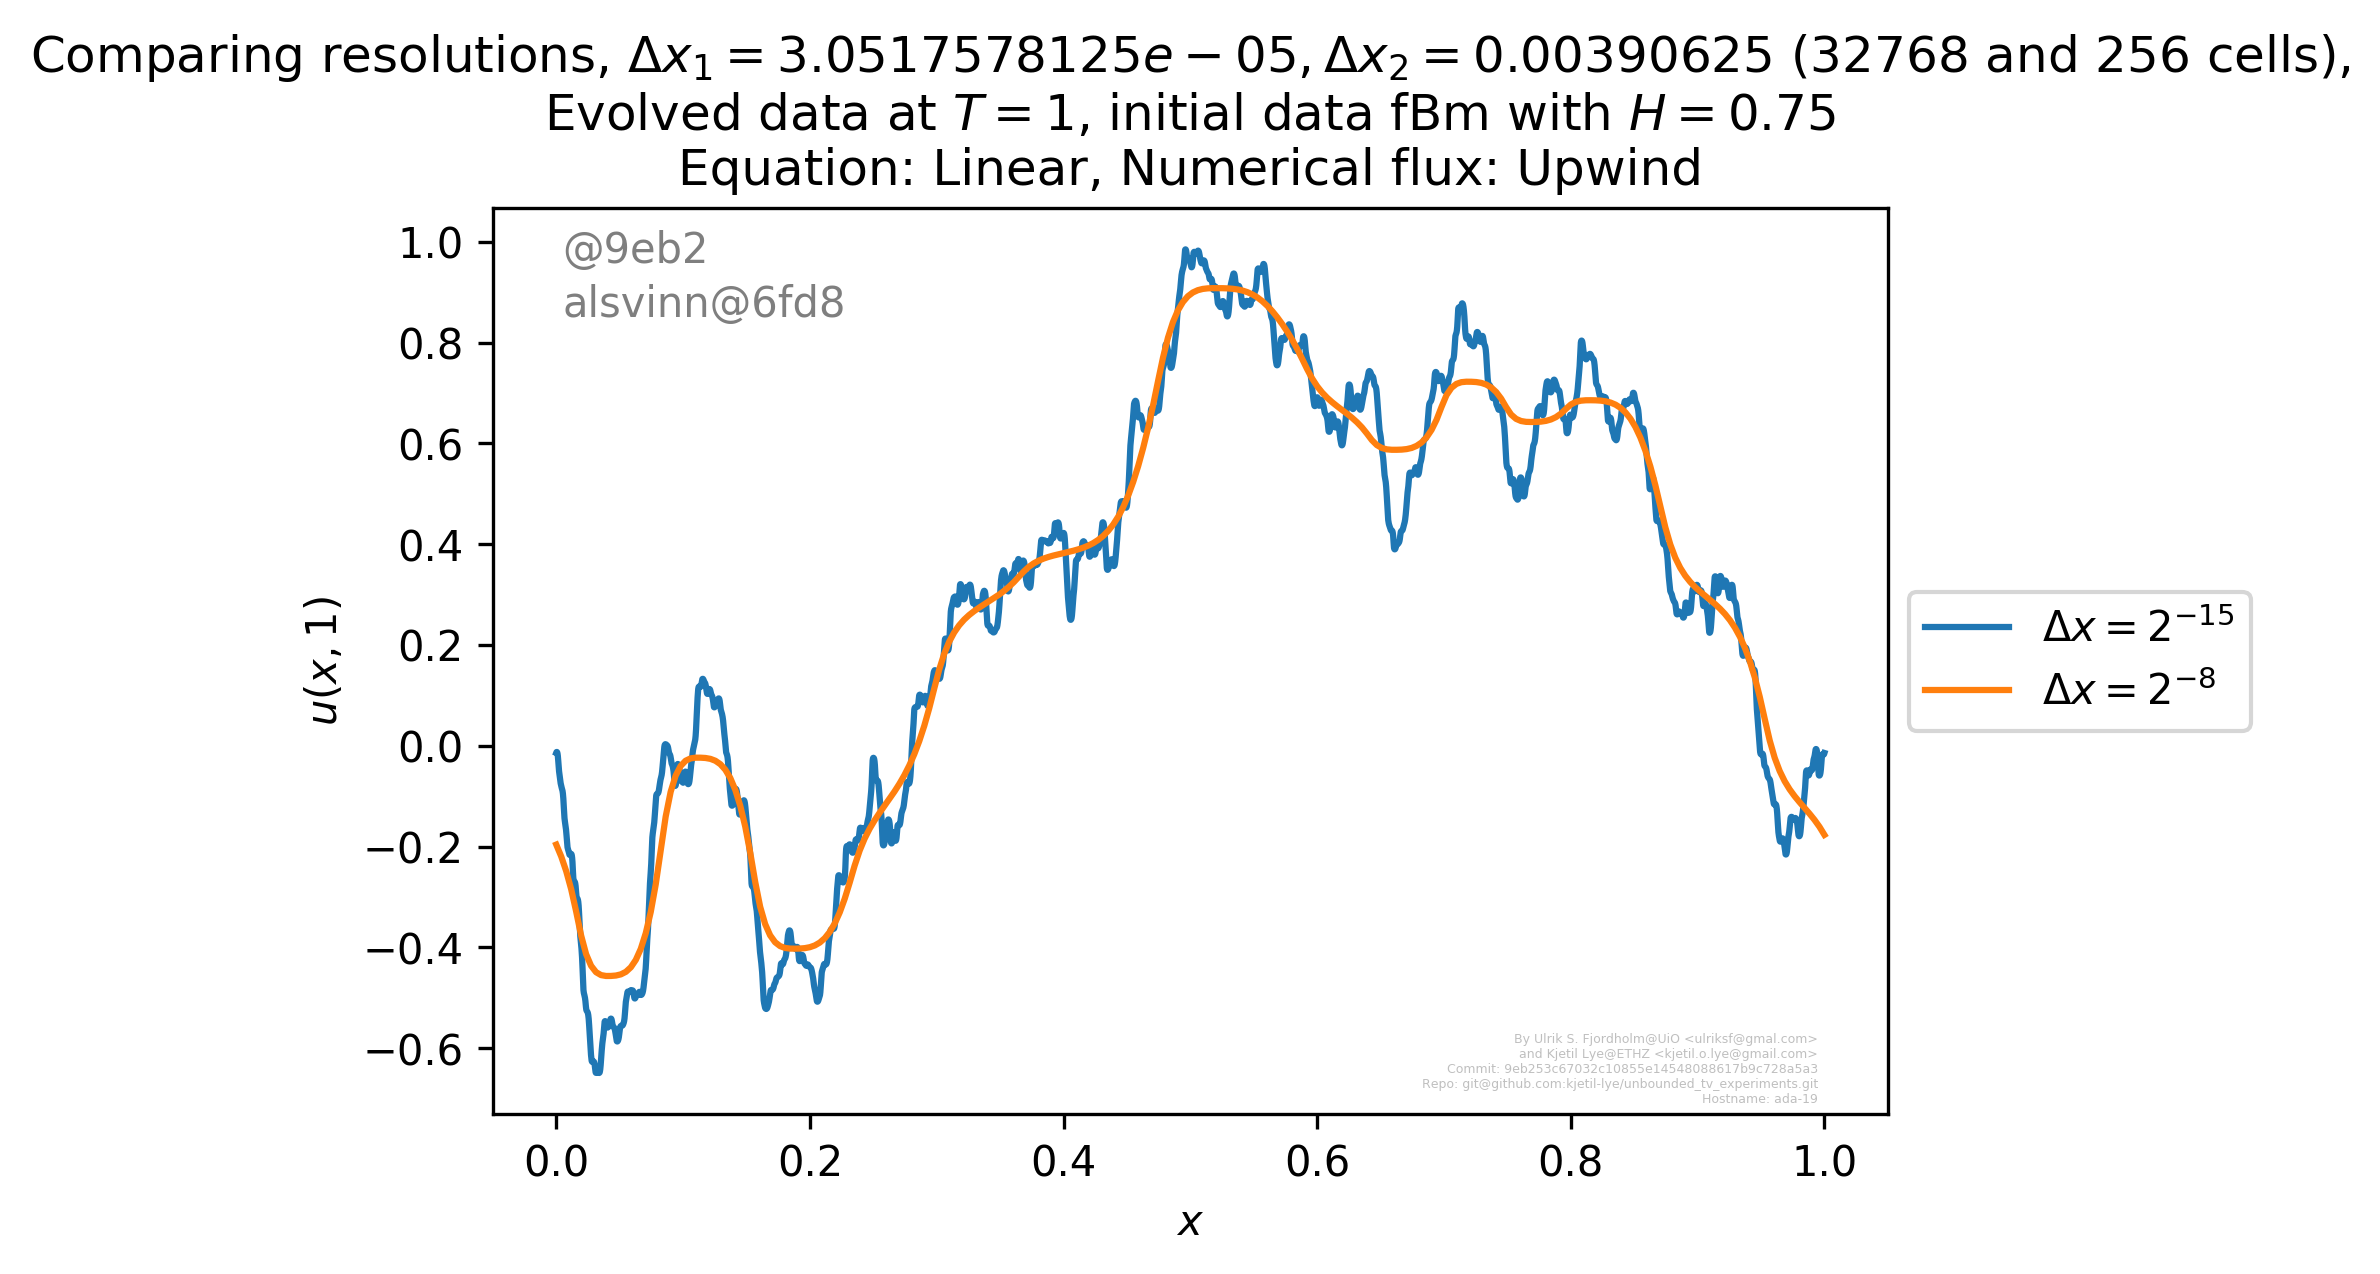 Comparing resolutions, Δx₁ = 3.0517578125e − 05, Δx₂ = 0.00390625 (32768 and 256 cells),
Evolved data at T = 1, initial data fBm with H = 0.75
Equation: Linear, Numerical flux: Upwind
@9eb2
alsvinn@6fd8
1.0
0.8
0.6
0.4
0.2
0.0
−0.2
−0.4
−0.6
u(x, 1)
Δx = 2⁻¹⁵
Δx = 2⁻⁸
By Ulrik S. Fjordholm@UiO <ulriksf@gmal.com>
and Kjetil Lye@ETHZ <kjetil.o.lye@gmail.com>
Commit: 9eb253c67032c10855e14548088617b9c728a5a3
Repo: git@github.com:kjetil-lye/unbounded_tv_experiments.git
Hostname: ada-19
0.0 0.2 0.4 0.6 0.8 1.0
x